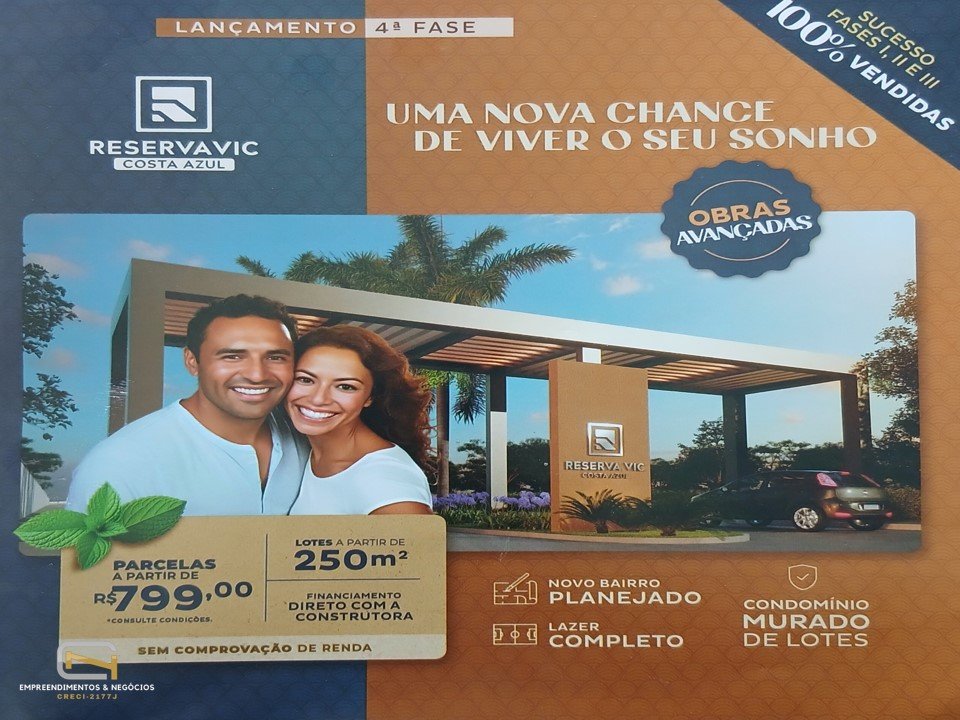 LANÇAMENTO 4ª FASE
SUCESSO
FASES I, II E III
100% VENDIDAS
RESERVAVIC
COSTA AZUL
UMA NOVA CHANCE
DE VIVER O SEU SONHO
OBRAS
AVANÇADAS
RESERVA VIC
COSTA AZUL
PARCELAS
A PARTIR DE
R$799,00
*CONSULTE CONDIÇÕES.
LOTES A PARTIR DE
250m²
FINANCIAMENTO
DIRETO COM A
CONSTRUTORA
SEM COMPROVAÇÃO DE RENDA
NOVO BAIRRO
PLANEJADO
LAZER
COMPLETO
CONDOMÍNIO
MURADO
DE LOTES
EMPREENDIMENTOS & NEGÓCIOS
CRECI-2177J